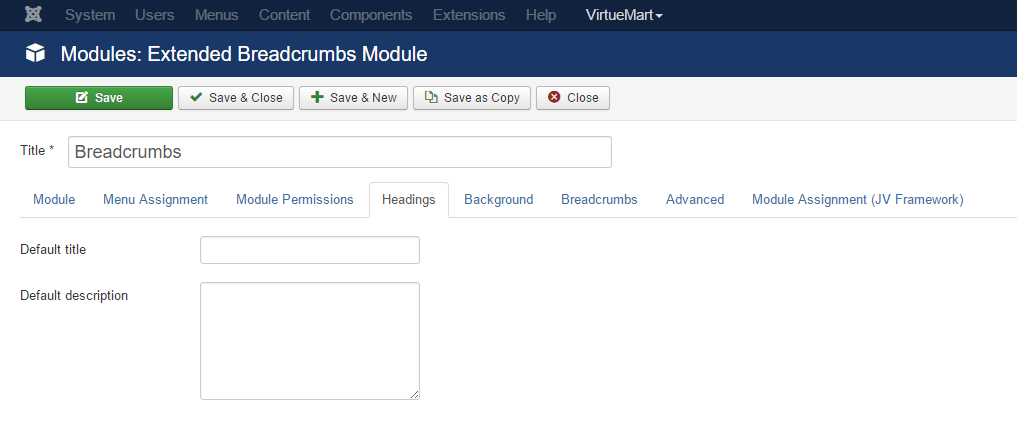 System Users Menus Content Components Extensions Help VirtueMart
Modules: Extended Breadcrumbs Module
Save Save & Close Save & New Save as Copy Close
Title * Breadcrumbs
Module Menu Assignment Module Permissions Headings Background Breadcrumbs Advanced Module Assignment (JV Framework)
Default title
Default description